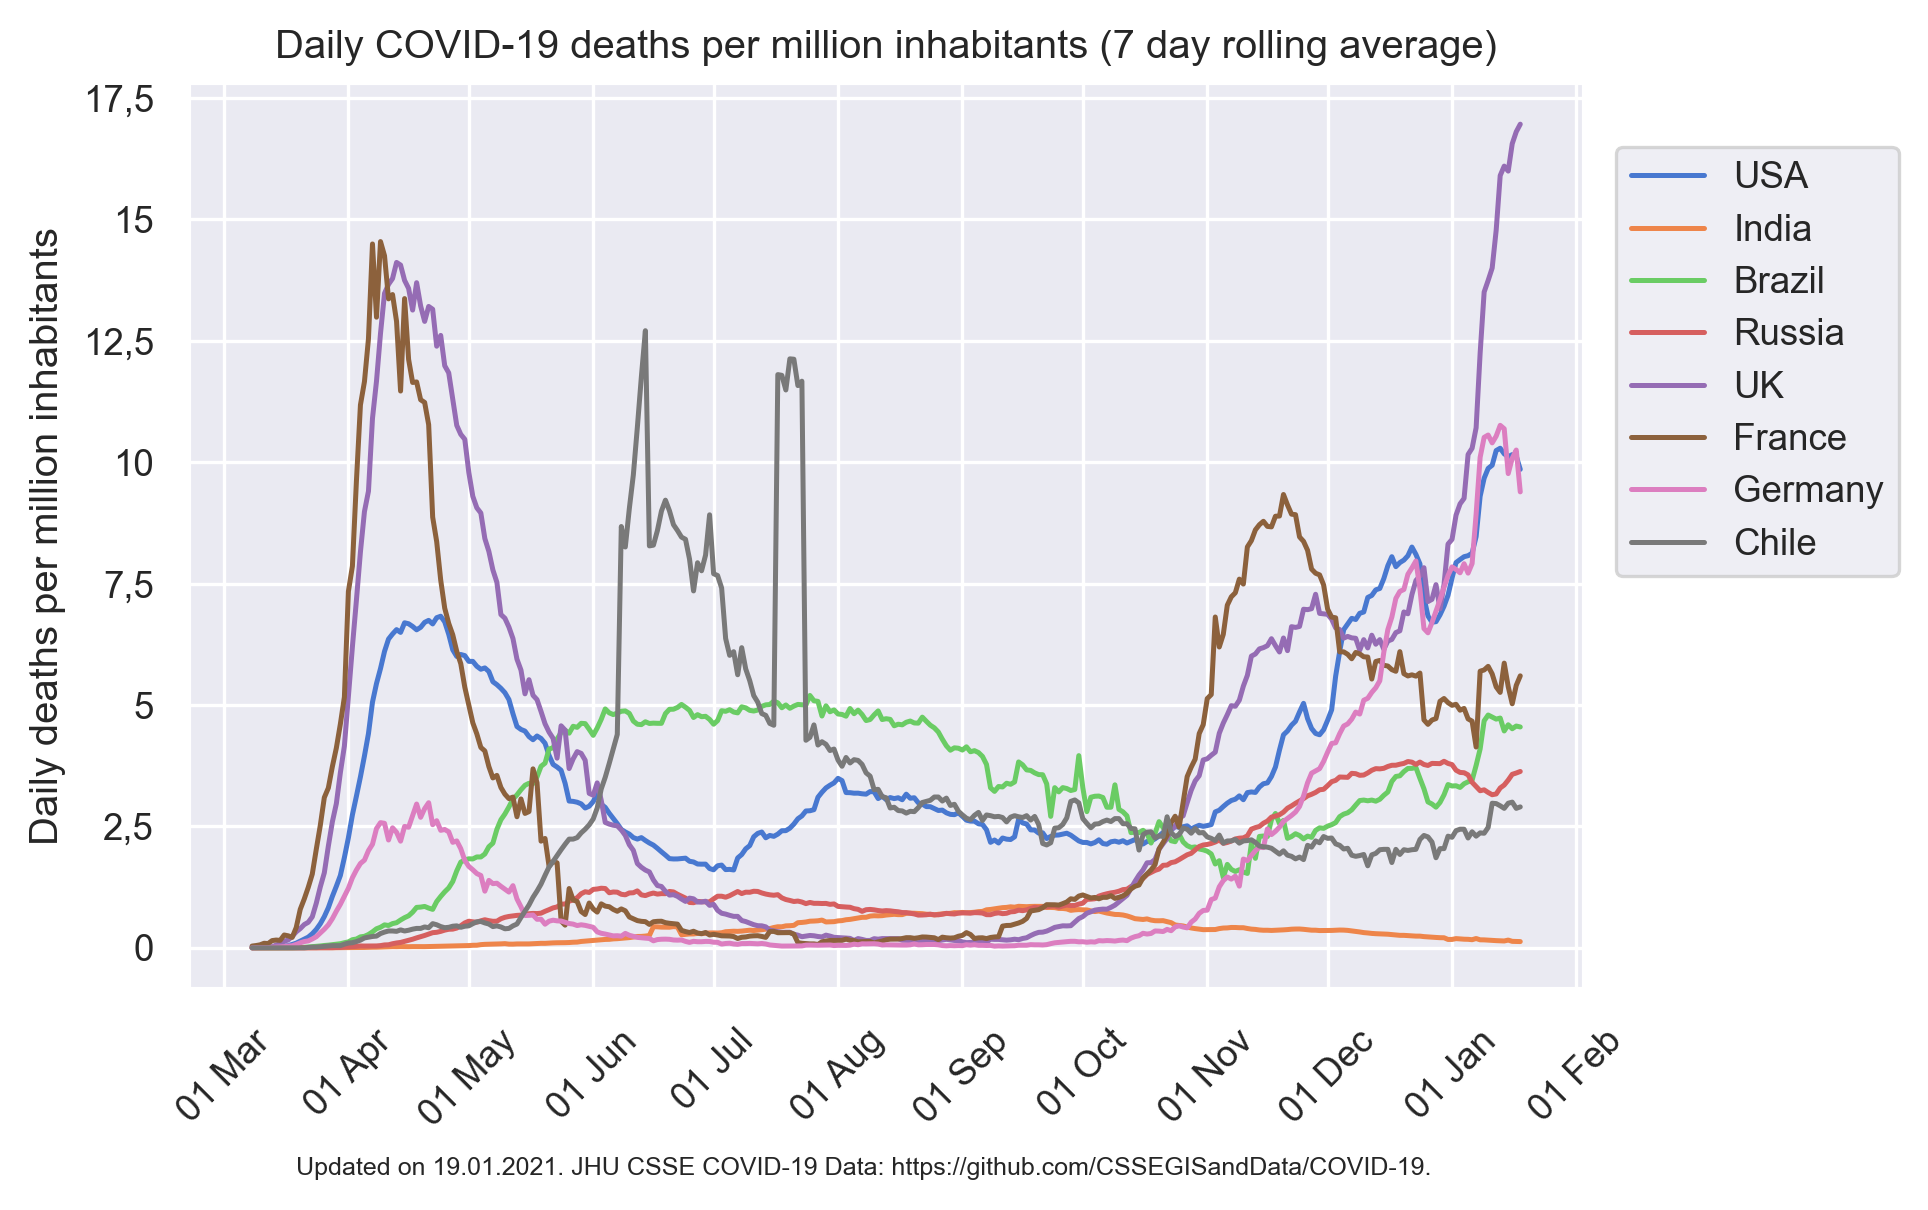 Daily COVID-19 deaths per million inhabitants (7 day rolling average)
Daily deaths per million inhabitants
17,5
15
12,5
10
7,5
5
2,5
0
01 Mar
01 Apr
01 May
01 Jun
01 Jul
01 Aug
01 Sep
01 Oct
01 Nov
01 Dec
01 Jan
01 Feb
USA
India
Brazil
Russia
UK
France
Germany
Chile
Updated on 19.01.2021. JHU CSSE COVID-19 Data: https://github.com/CSSEGISandData/COVID-19.